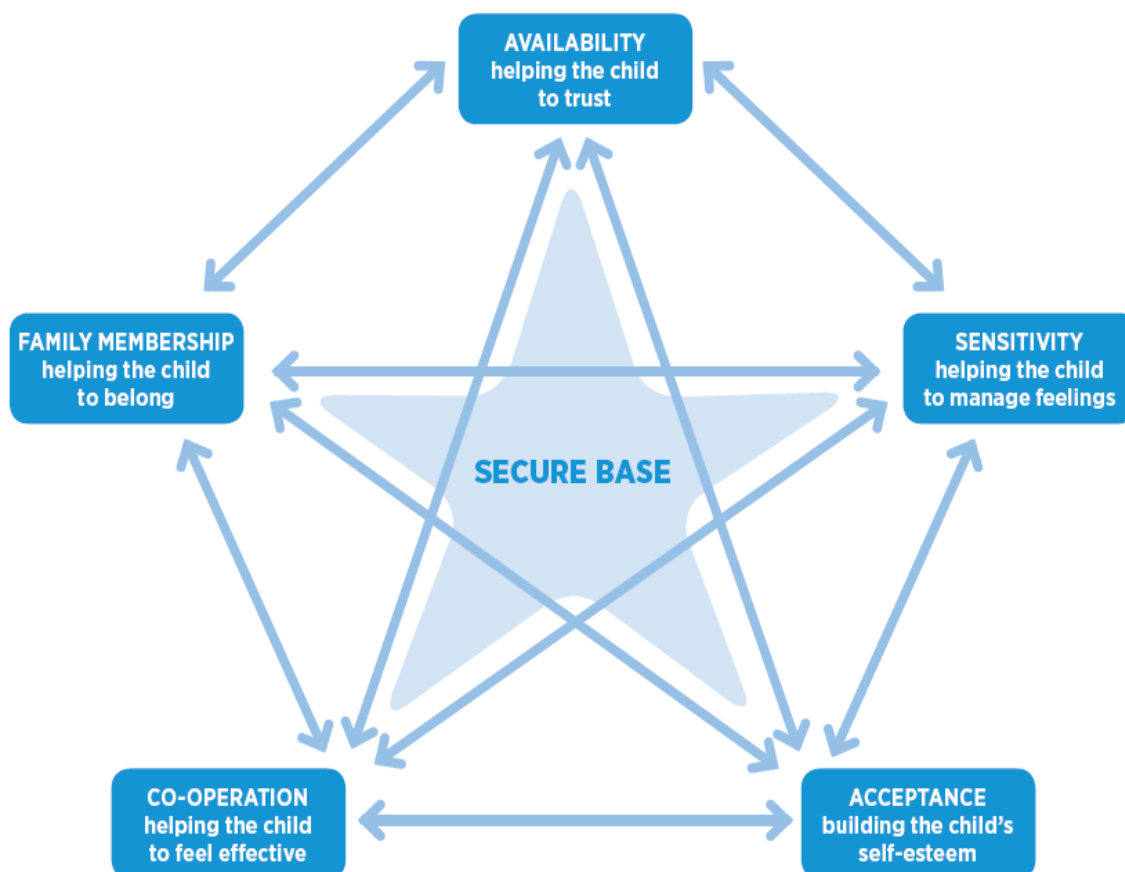 AVAILABILITY
helping the child
to trust
FAMILY MEMBERSHIP
helping the child
to belong
SENSITIVITY
helping the child
to manage feelings
SECURE BASE
CO-OPERATION
helping the child
to feel effective
ACCEPTANCE
building the child’s
self-esteem